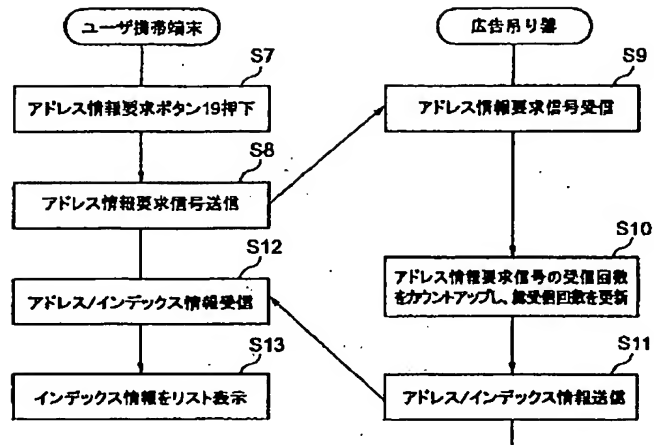 ユーザ携帯端末
S7
アドレス情報要求ボタン19押下
S8
アドレス情報要求信号送信
S12
アドレス/インデックス情報受信
S13
インデックス情報をリスト表示
広告吊り器
S9
アドレス情報要求信号受信
S10
アドレス情報要求信号の受信回数
をカウントアップし、総受信回数を更新
S11
アドレス/インデックス情報送信